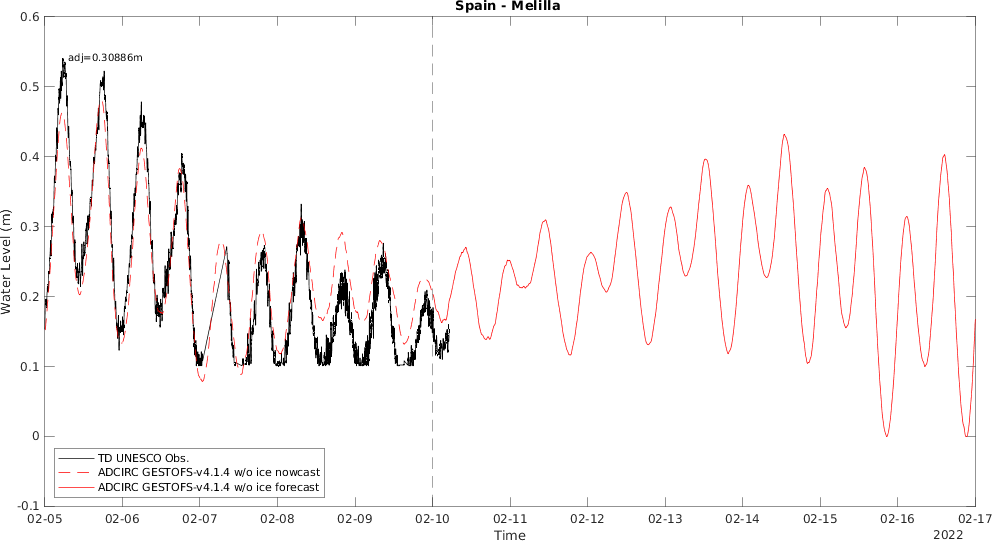 Spain - Melilla
adj=0.30886m
0.6
0.5
0.4
0.3
0.2
0.1
0
-0.1
Water Level (m)
TD UNESCO Obs.
ADCIRC GESTOFS-v4.1.4 w/o ice nowcast
ADCIRC GESTOFS-v4.1.4 w/o ice forecast
02-05 02-06 02-07 02-08 02-09 02-10 02-11 02-12 02-13 02-14 02-15 02-16 02-17
Time
2022